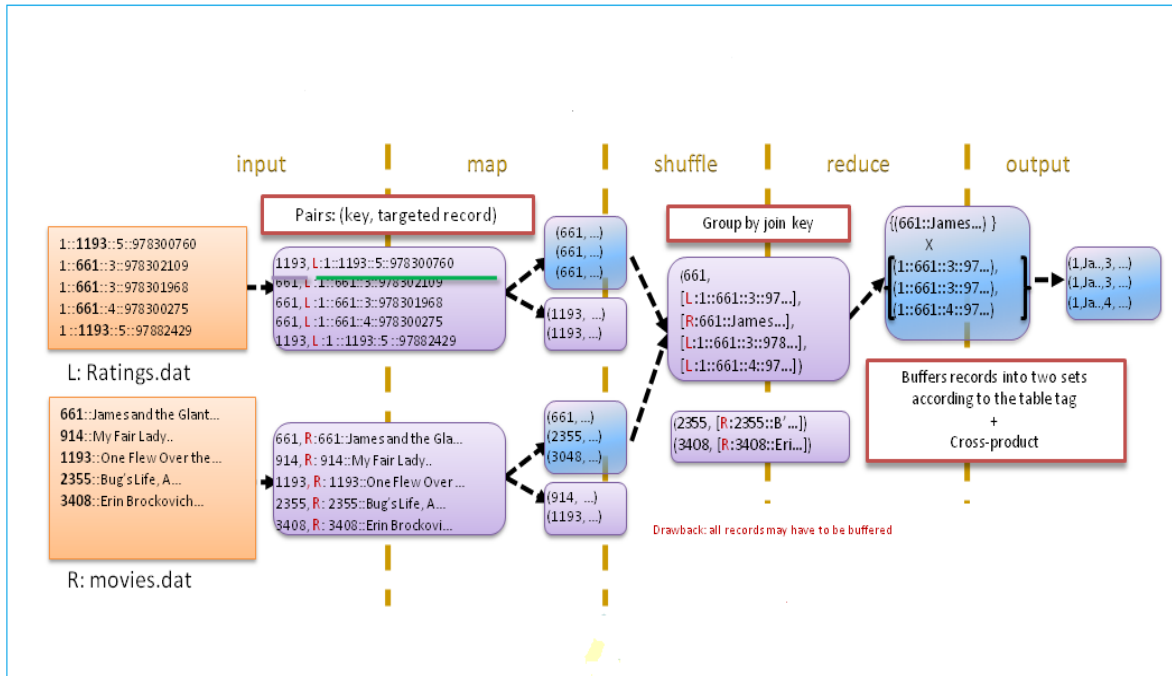 input
map
shuffle
reduce
output
Pairs: (key, targeted record)
Group by join key
1::1193::5::978300760
1::661::3::978302109
1::661::3::978301968
1::661::4::978300275
1 ::1193::5::97882429
L: Ratings.dat
1193, L:1::1193::5::978300760
661, L :1::661::3::978302109
661, L :1::661::3::978301968
661, L :1::661::4::978300275
1193, L:1 ::1193::5 ::97882429
(661, ...)
(661, ...)
(661, ...)
(1193, ...)
(1193, ...)
(661,
[L:1::661::3::97...],
[R:661::James...],
[L:1::661::3::978...],
[L:1::661::4::97...])
{(661::James...) }
X
(1::661::3::97...),
(1::661::3::97...),
(1::661::4::97...)
(1,Ja..,3, ...)
(1,Ja..,3, ...)
(1,Ja..,4, ...)
661::James and the Glant...
914::My Fair Lady..
1193::One Flew Over the...
2355::Bug's Life, A...
3408::Erin Brockovich...
R: movies.dat
661, R:661::James and the Gla...
914, R: 914::My Fair Lady..
1193, R: 1193::One Flew Over ...
2355, R: 2355::Bug's Life, A...
3408, R: 3408::Erin Brockovi...
(661, ...)
(2355, ...)
(3048, ...)
(914, ...)
(1193, ...)
(2355, [R:2355::B'...])
(3408, [R:3408::Eri...])
Buffers records into two sets
according to the table tag
+
Cross-product
Drawback: all records may have to be buffered